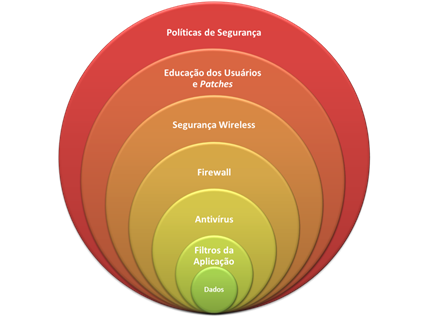 Políticas de Segurança
Educação dos Usuários
e Patches
Segurança Wireless
Firewall
Antivírus
Filtros da
Aplicação
Dados